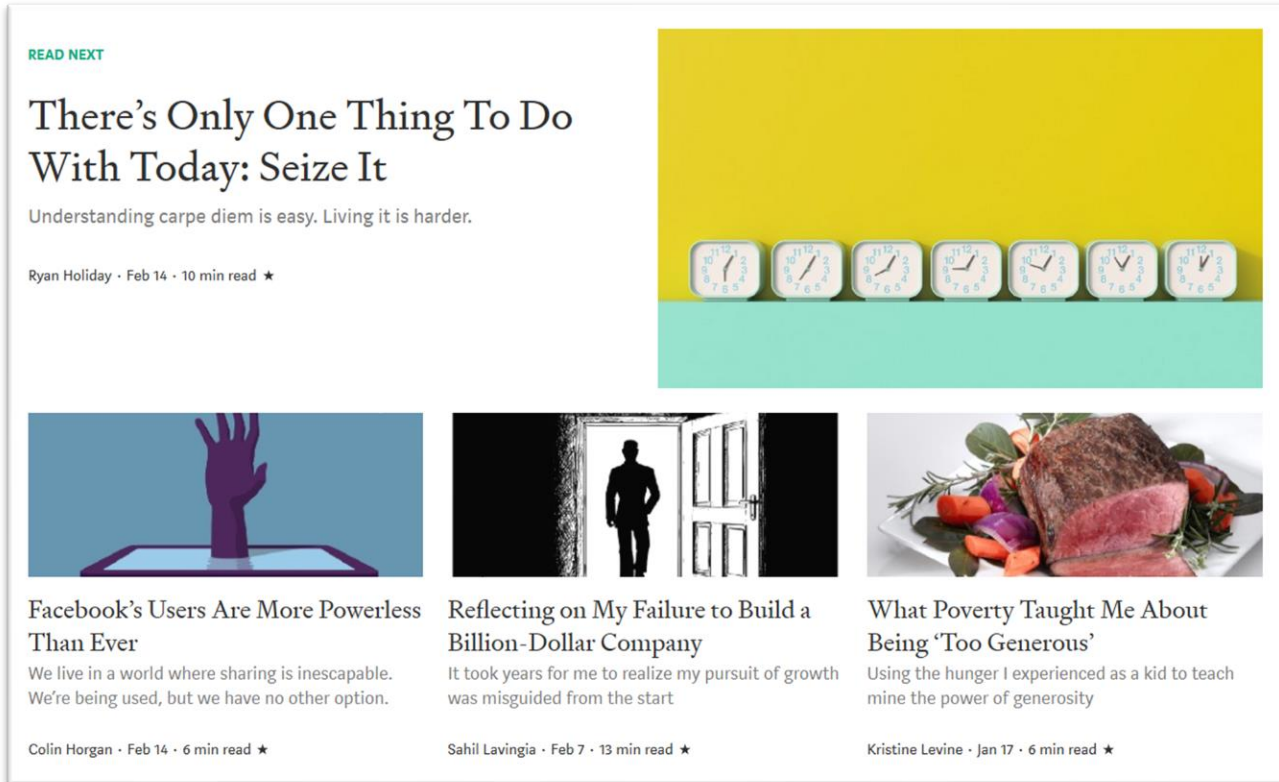 READ NEXT
There’s Only One Thing To Do
With Today: Seize It
Understanding carpe diem is easy. Living it is harder.
Ryan Holiday · Feb 14 · 10 min read ★
Facebook’s Users Are More Powerless
Than Ever
We live in a world where sharing is inescapable.
We’re being used, but we have no other option.
Colin Horgan · Feb 14 · 6 min read ★
Reflecting on My Failure to Build a
Billion-Dollar Company
It took years for me to realize my pursuit of growth
was misguided from the start
Sahil Lavingia · Feb 7 · 13 min read ★
What Poverty Taught Me About
Being ‘Too Generous’
Using the hunger I experienced as a kid to teach
mine the power of generosity
Kristine Levine · Jan 17 · 6 min read ★